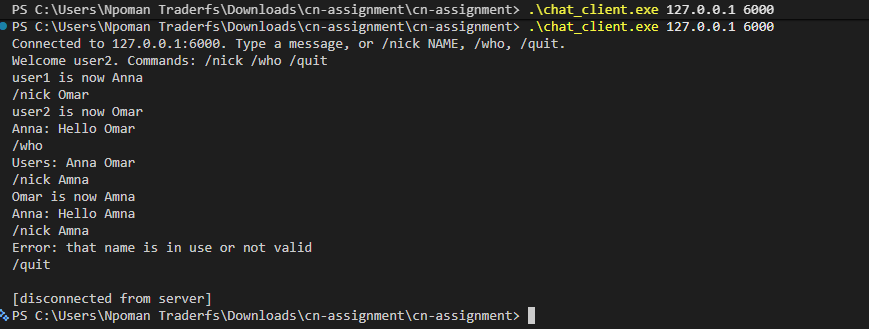 PS C:\Users\Npoman Traderfs\Downloads\cn-assignment\cn-assignment> .\chat_client.exe 127.0.0.1 6000
PS C:\Users\Npoman Traderfs\Downloads\cn-assignment\cn-assignment> .\chat_client.exe 127.0.0.1 6000
Connected to 127.0.0.1:6000. Type a message, or /nick NAME, /who, /quit.
Welcome user2. Commands: /nick /who /quit
user1 is now Anna
/nick Omar
user2 is now Omar
Anna: Hello Omar
/who
Users: Anna Omar
/nick Amna
Omar is now Amna
Anna: Hello Amna
/nick Amna
Error: that name is in use or not valid
/quit
[disconnected from server]
PS C:\Users\Npoman Traderfs\Downloads\cn-assignment\cn-assignment>